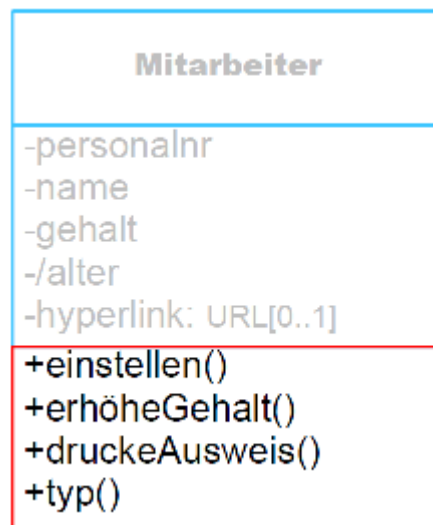 Mitarbeiter
-personalnr
-name
-gehalt
-/alter
-hyperlink: URL[0..1]
+einstellen()
+erhöheGehalt()
+druckeAusweis()
+typ()